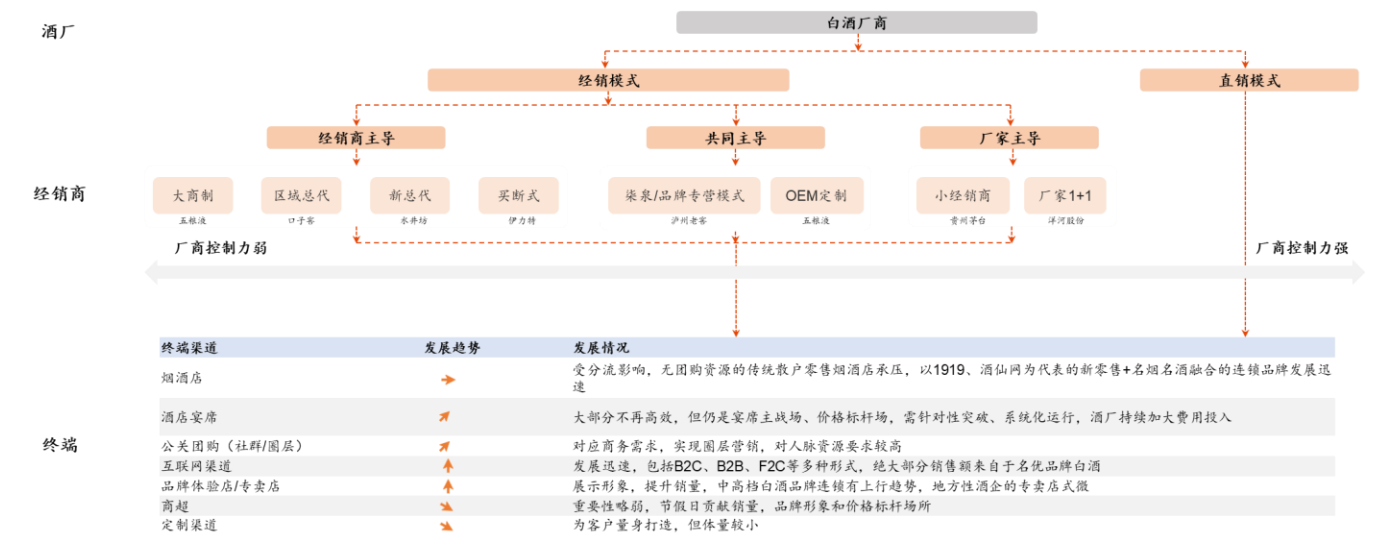 酒厂
白酒厂商
经销模式
直销模式
经销商主导
共同主导
厂家主导
经销商
大商制
区域总代
新总代
买断式
柒泉/品牌专营模式
OEM定制
小经销商
厂家1+1
五粮液
口子窖
水井坊
伊力特
泸州老窖
五粮液
贵州茅台
洋河股份
厂商控制力弱
厂商控制力强
终端
终端渠道
发展趋势
发展情况
烟酒店
受分流影响，无团购资源的传统散户零售烟酒店承压，以1919、酒仙网为代表的新零售+名烟名酒融合的连锁品牌发展迅
速
酒店宴席
大部分不再高效，但仍是宴席主战场、价格标杆场，需针对性突破、系统化运行，酒厂持续加大费用投入
公关团购（社群/圈层）
对应商务需求，实现圈层营销，对人脉资源要求较高
互联网渠道
发展迅速，包括B2C、B2B、F2C等多种形式，绝大部分销售额来自于名优品牌白酒
品牌体验店/专卖店
展示形象，提升销量，中高档白酒品牌连锁有上行趋势，地方性酒企的专卖店式微
商超
重要性略弱，节假日贡献销量，品牌形象和价格标杆场所
定制渠道
为客户量身打造，但体量较小